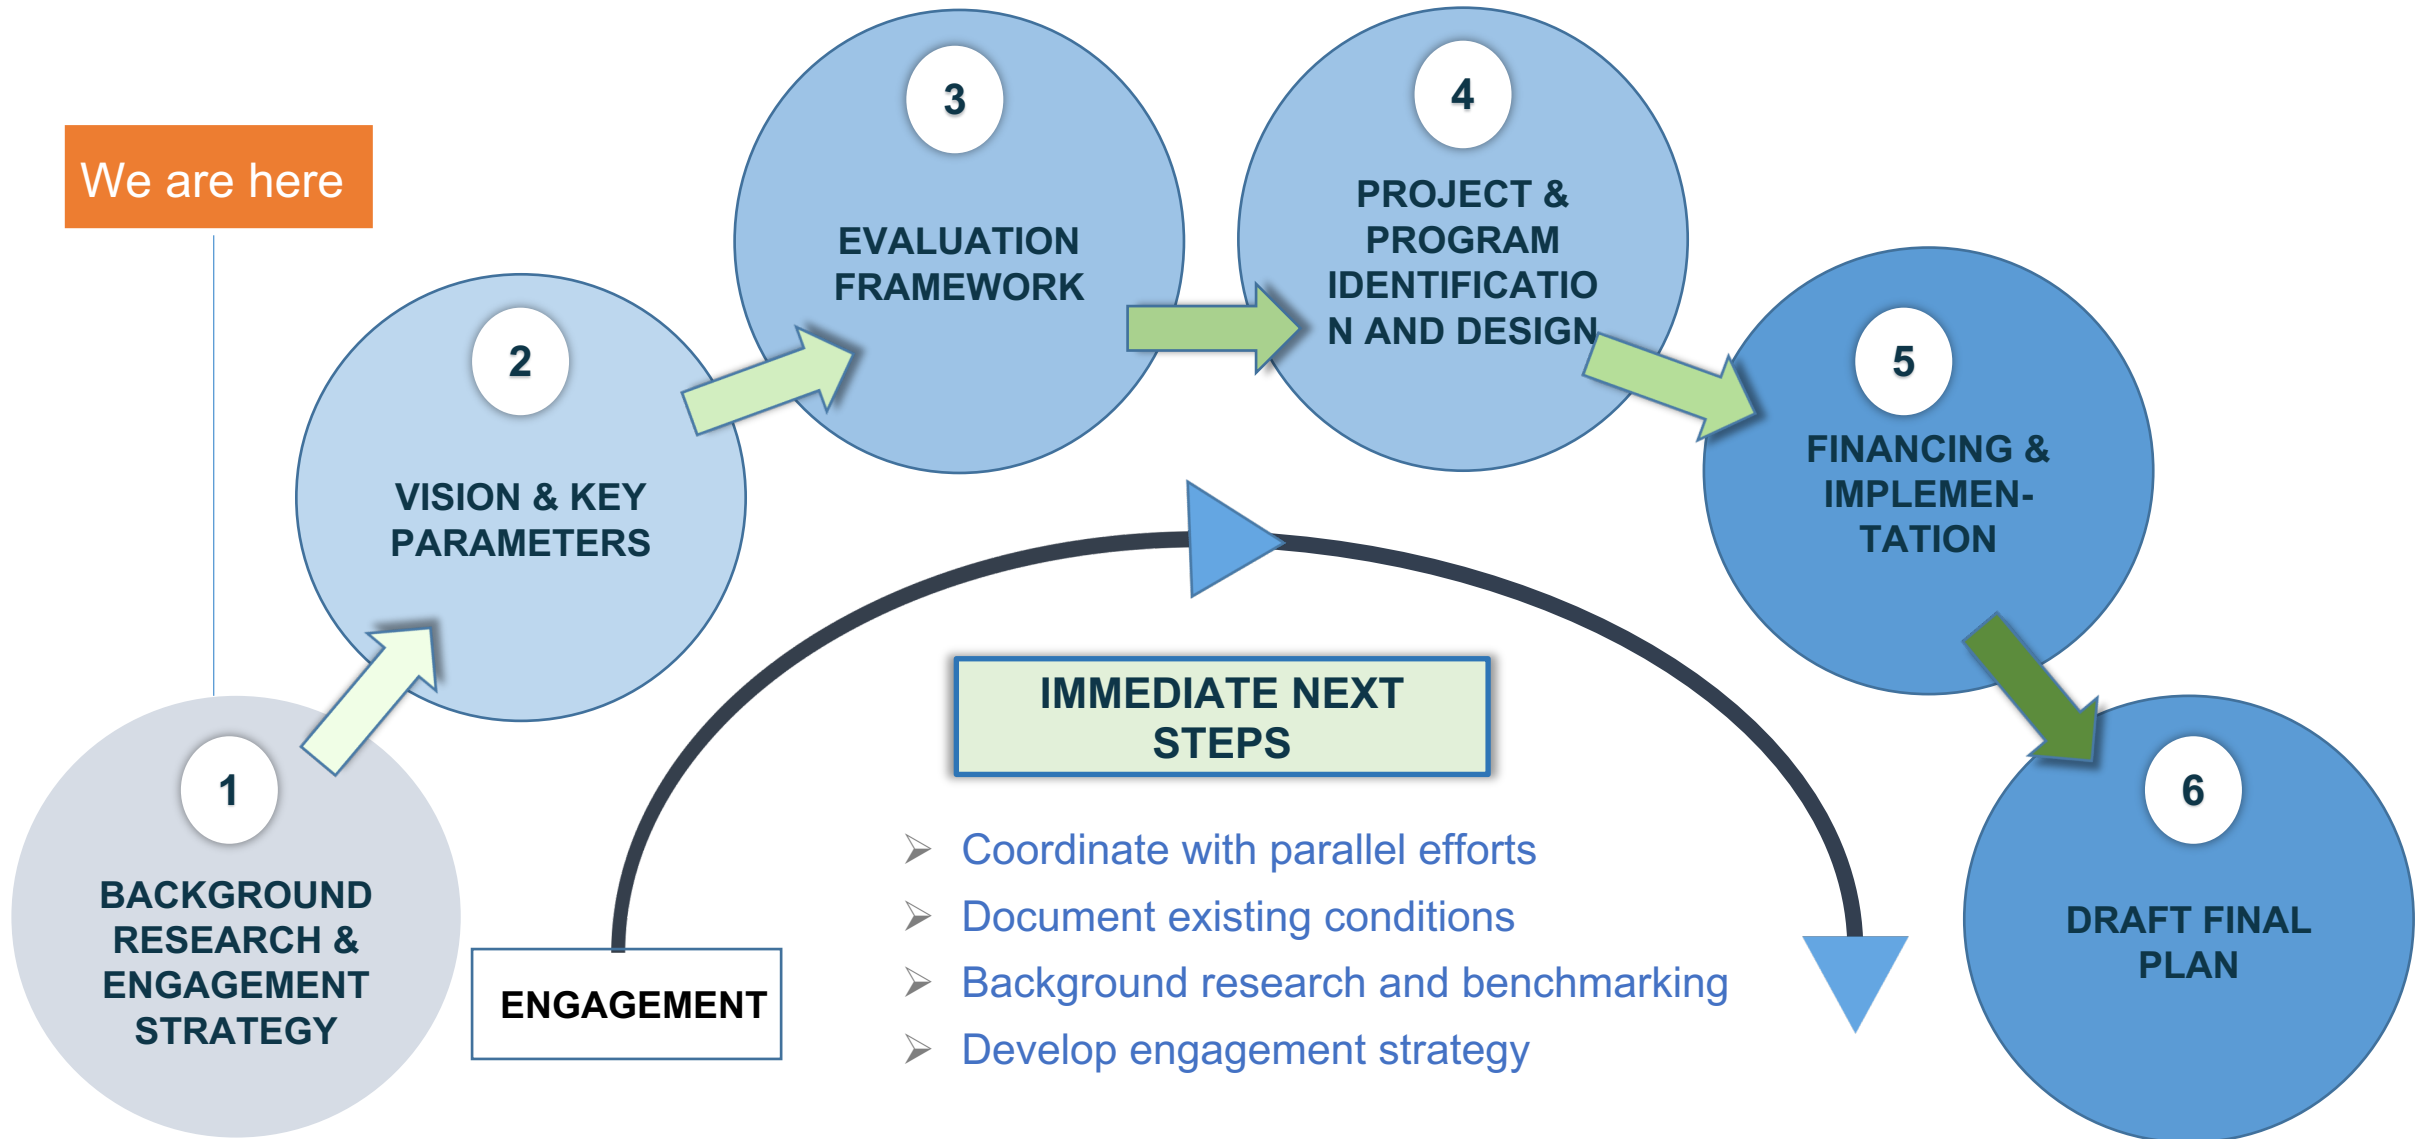 We are here
1
BACKGROUND
RESEARCH &
ENGAGEMENT
STRATEGY
2
VISION & KEY
PARAMETERS
3
EVALUATION
FRAMEWORK
4
PROJECT &
PROGRAM
IDENTIFICATIO
N AND DESIGN
5
FINANCING &
IMPLEMEN-
TATION
6
DRAFT FINAL
PLAN
ENGAGEMENT
IMMEDIATE NEXT
STEPS
Coordinate with parallel efforts
Document existing conditions
Background research and benchmarking
Develop engagement strategy